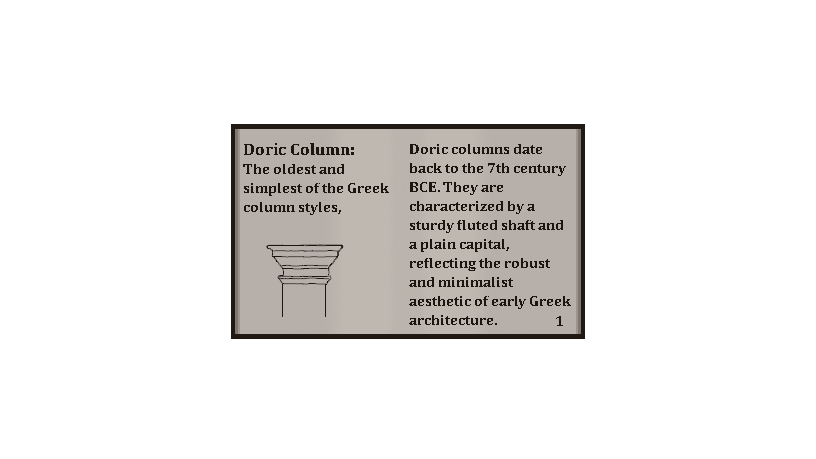 Doric Column:
The oldest and
simplest of the Greek
column styles,
Doric columns date
back to the 7th century
BCE. They are
characterized by a
sturdy fluted shaft and
a plain capital,
reflecting the robust
and minimalist
aesthetic of early Greek
architecture.
1